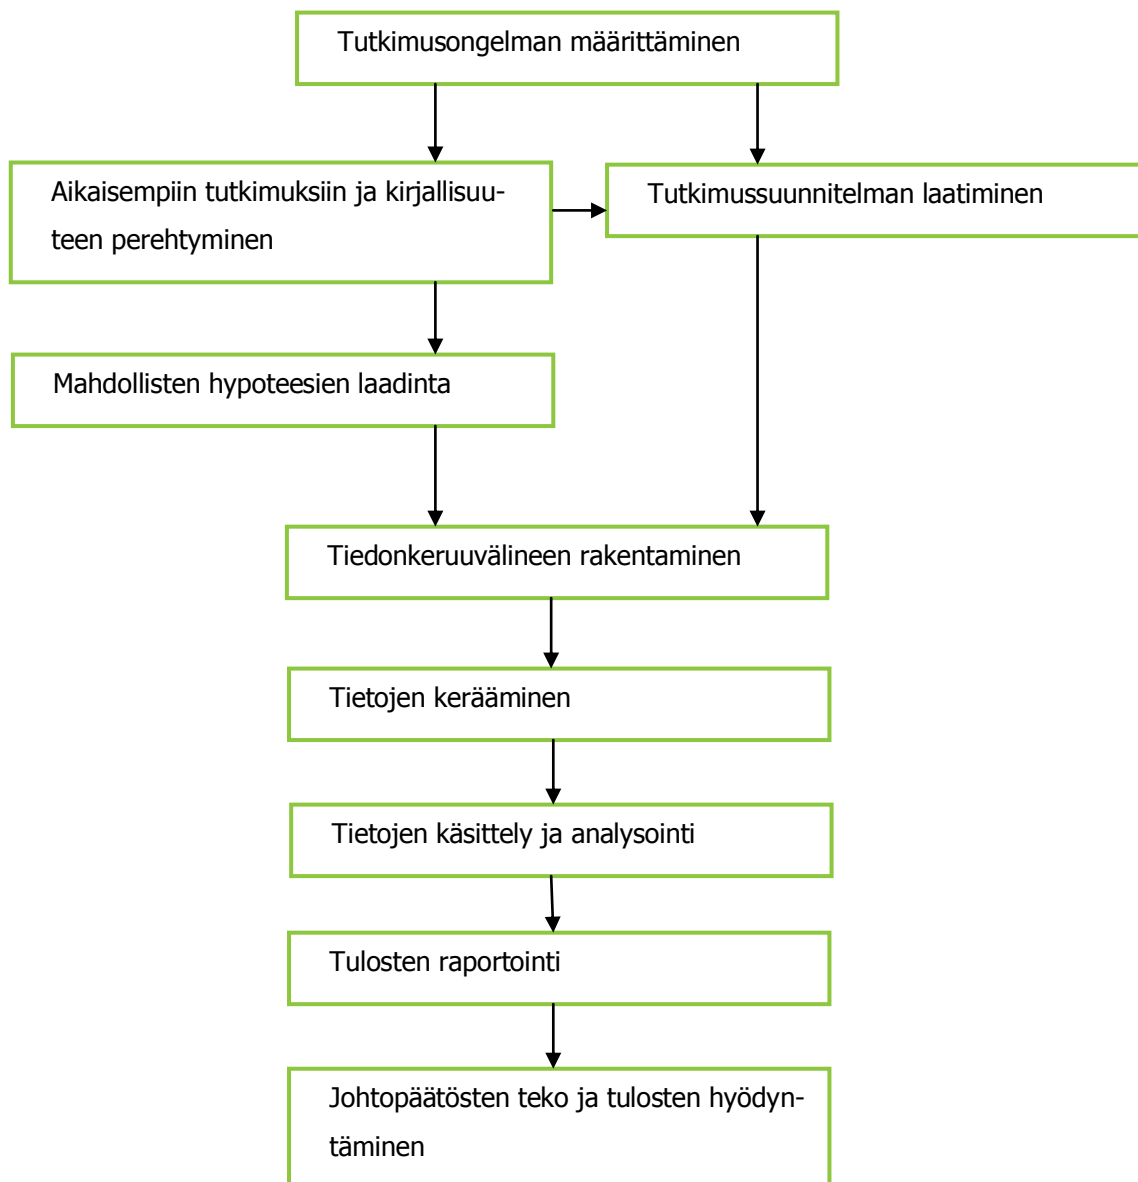 Tutkimusongelman määrittäminen
Aikaisempiin tutkimuksiin ja kirjallisuu-
teen perehtyminen
Tutkimussuunnitelman laatiminen
Mahdollisten hypoteesien laadinta
Tiedonkeruuvälineen rakentaminen
Tietojen kerääminen
Tietojen käsittely ja analysointi
Tulosten raportointi
Johtopäätösten teko ja tulosten hyödyn-
täminen